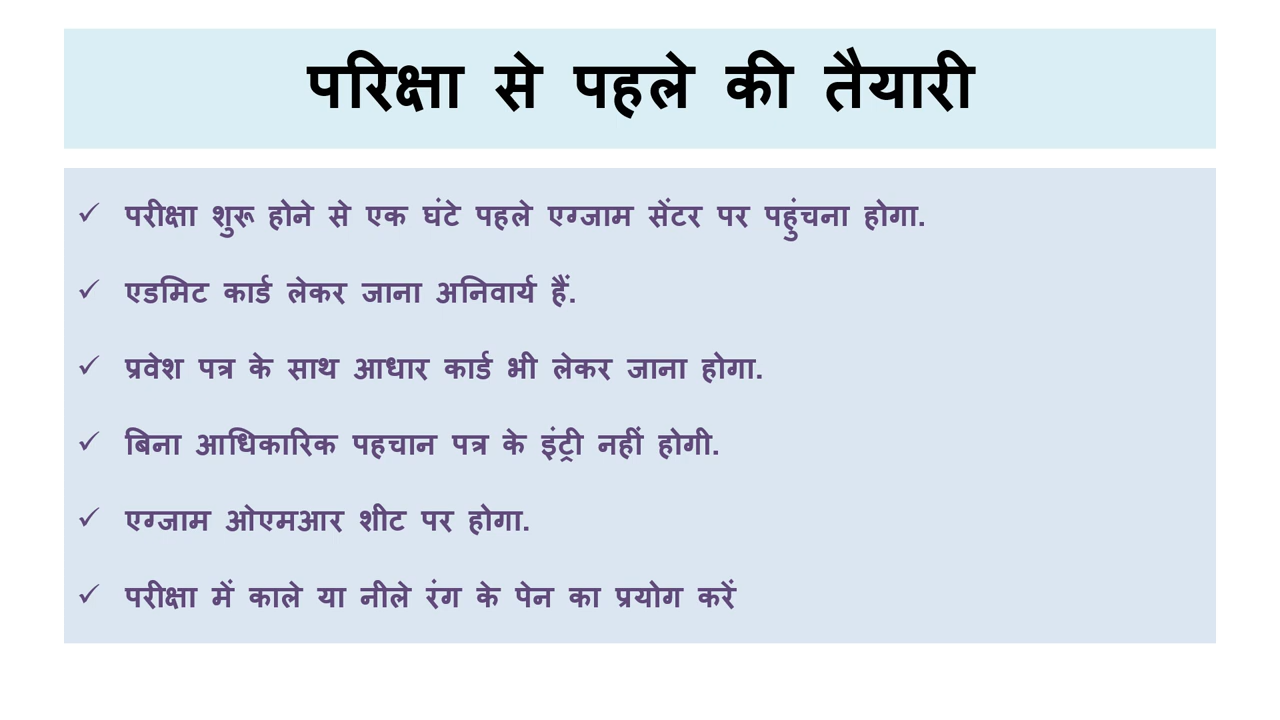 परिक्षा से पहले की तैयारी
✓ परीक्षा शुरू होने से एक घंटे पहले एग्जाम सेंटर पर पहुंचना होगा.
✓ एडमिट कार्ड लेकर जाना अनिवार्य हैं.
✓ प्रवेश पत्र के साथ आधार कार्ड भी लेकर जाना होगा.
✓ बिना आधिकारिक पहचान पत्र के इंट्री नहीं होगी.
✓ एग्जाम ओएमआर शीट पर होगा.
✓ परीक्षा में काले या नीले रंग के पेन का प्रयोग करें